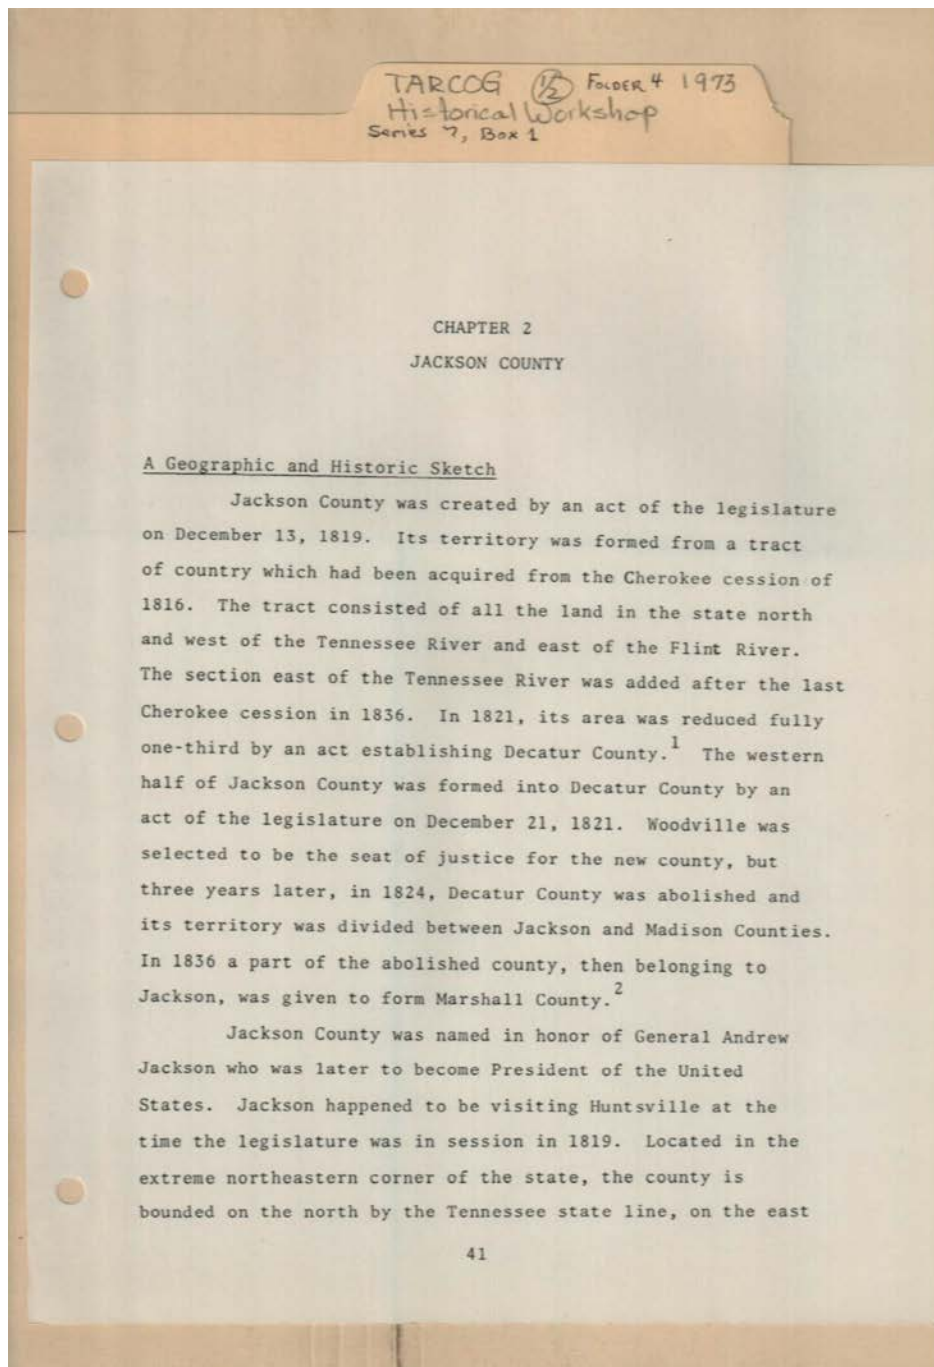 TARCOG 1/2 FOLDER 4 1973
Historical Workshop
Series 7, Box 1
CHAPTER 2
JACKSON COUNTY
A Geographic and Historic Sketch
Jackson County was created by an act of the legislature
on December 13, 1819. Its territory was formed from a tract
of country which had been acquired from the Cherokee cession of
1816. The tract consisted of all the land in the state north
and west of the Tennessee River and east of the Flint River.
The section east of the Tennessee River was added after the last
Cherokee cession in 1836. In 1821, its area was reduced fully
one-third by an act establishing Decatur County.1 The western
half of Jackson County was formed into Decatur County by an
act of the legislature on December 21, 1821. Woodville was
selected to be the seat of justice for the new county, but
three years later, in 1824, Decatur County was abolished and
its territory was divided between Jackson and Madison Counties.
In 1836 a part of the abolished county, then belonging to
Jackson, was given to form Marshall County.2
Jackson County was named in honor of General Andrew
Jackson who was later to become President of the United
States. Jackson happened to be visiting Huntsville at the
time the legislature was in session in 1819. Located in the
extreme northeastern corner of the state, the county is
bounded on the north by the Tennessee state line, on the east
41